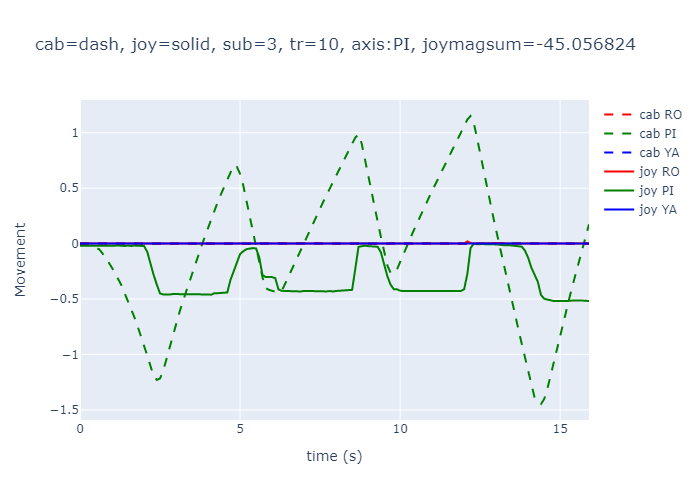 cab=dash, joy=solid, sub=3, tr=10, axis:PI, joymagsum=-45.056824
cab RO
cab PI
cab YA
joy RO
joy PI
joy YA
Movement
1
0.5
0
−0.5
−1
−1.5
0 5 10 15
time (s)